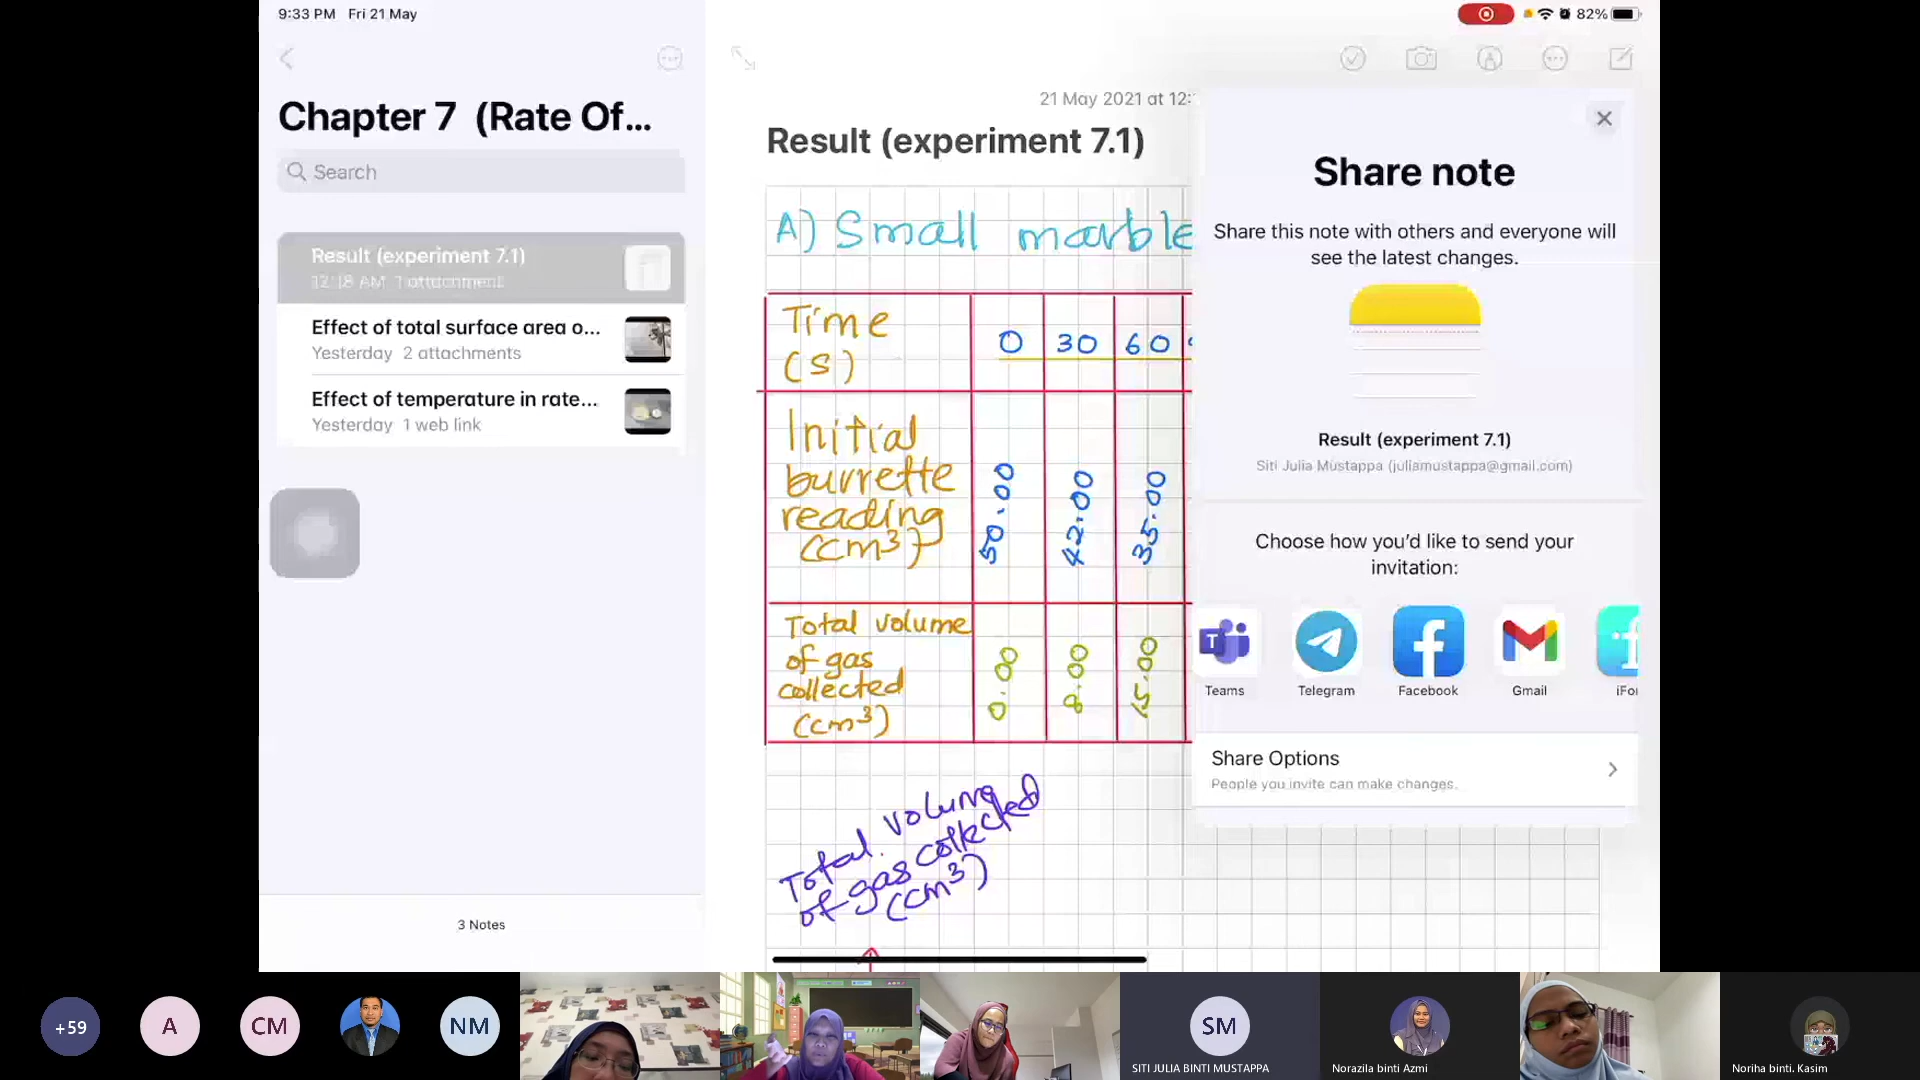 9:33 PM Fri 21 May
82%
Chapter 7 (Rate Of...
Search
Result (experiment 7.1)
12:18 AM 1 attachment
Effect of total surface area o...
Yesterday 2 attachments
Effect of temperature in rate...
Yesterday 1 web link
3 Notes
21 May 2021 at 12:
Result (experiment 7.1)
A) Small marble
Time
(s)
0 30 60
Initial
burrette
reading
(cm³)
50.00 42.00 35.00
Total volume
of gas
collected
(cm³)
0.00 8.00 15.00
Total volume
of gas collected
(cm³)
Share note
Share this note with others and everyone will
see the latest changes.
Result (experiment 7.1)
Siti Julia Mustappa (juliamustappa@gmail.com)
Choose how you’d like to send your
invitation:
Teams Telegram Facebook Gmail iFor
Share Options
People you invite can make changes.
+59 A CM NM SM
SITI JULIA BINTI MUSTAPPA Norazila binti Azmi Noriha binti. Kasim